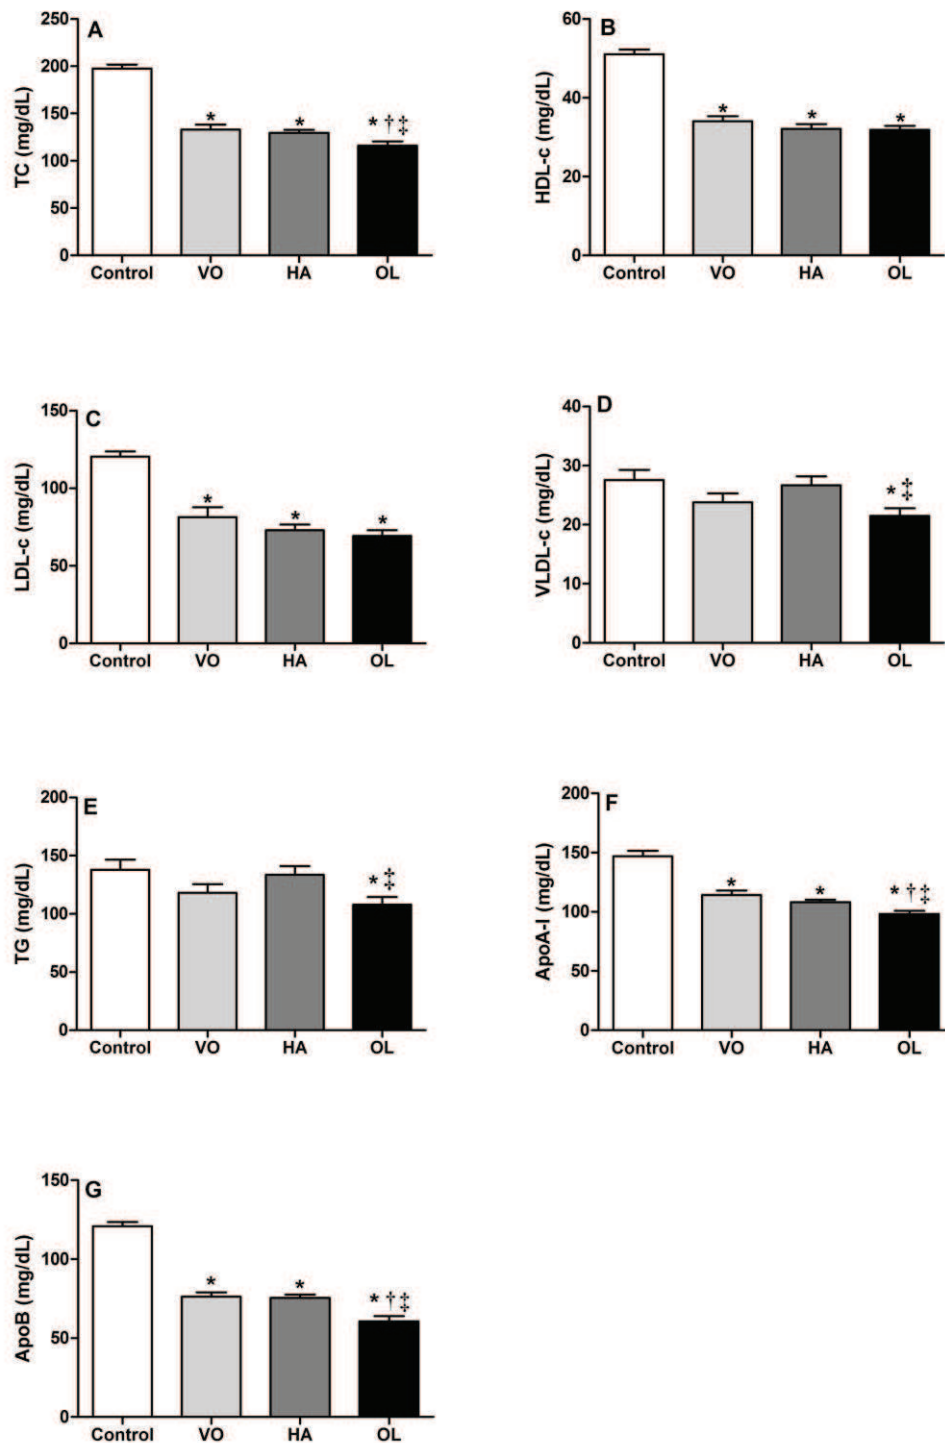 A
TC (mg/dL)
250
200
150
100
50
0
* * *†‡
Control VO HA OL
B
HDL-c (mg/dL)
60
40
20
0
* * *
Control VO HA OL
C
LDL-c (mg/dL)
150
100
50
0
* * *
Control VO HA OL
D
VLDL-c (mg/dL)
40
30
20
10
0
*‡
Control VO HA OL
E
TG (mg/dL)
200
150
100
50
0
*‡
Control VO HA OL
F
ApoA-I (mg/dL)
200
150
100
50
0
* * *†‡
Control VO HA OL
G
ApoB (mg/dL)
150
100
50
0
* * *†‡
Control VO HA OL